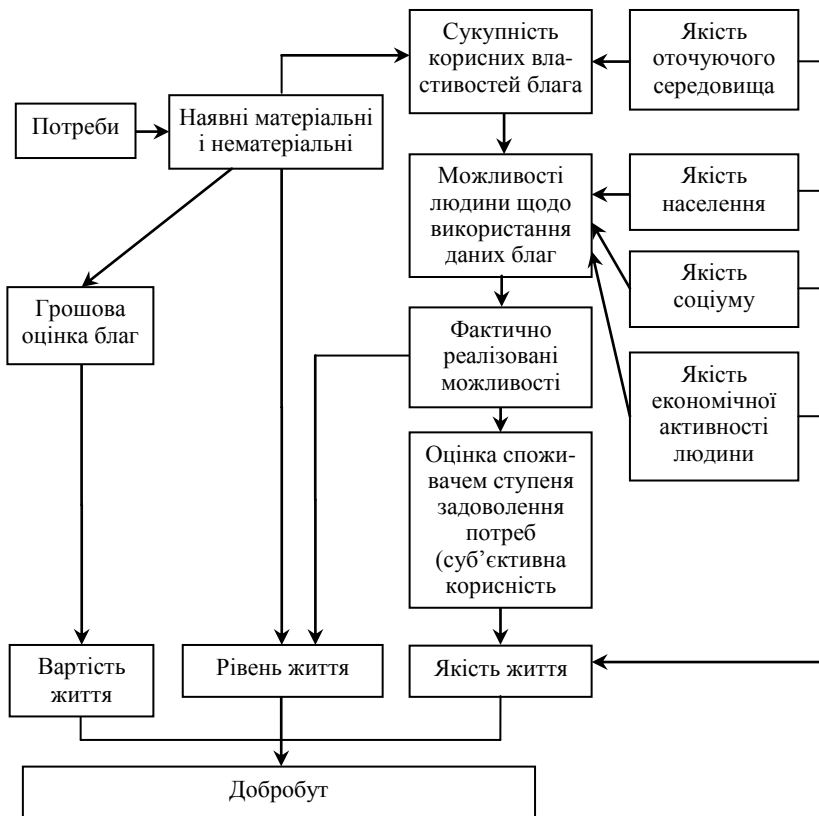 Сукупність
корисних вла-
стивостей блага
Якість
оточуючого
середовища
Потреби
Наявні матеріальні
і нематеріальні
Можливості
людини щодо
використання
даних благ
Якість
населення
Якість
соціуму
Грошова
оцінка благ
Фактично
реалізовані
можливості
Якість
економічної
активності
людини
Оцінка спожи-
вачем ступеня
задоволення
потреб
(суб’єктивна
корисність
Вартість
життя
Рівень життя
Якість життя
Добробут